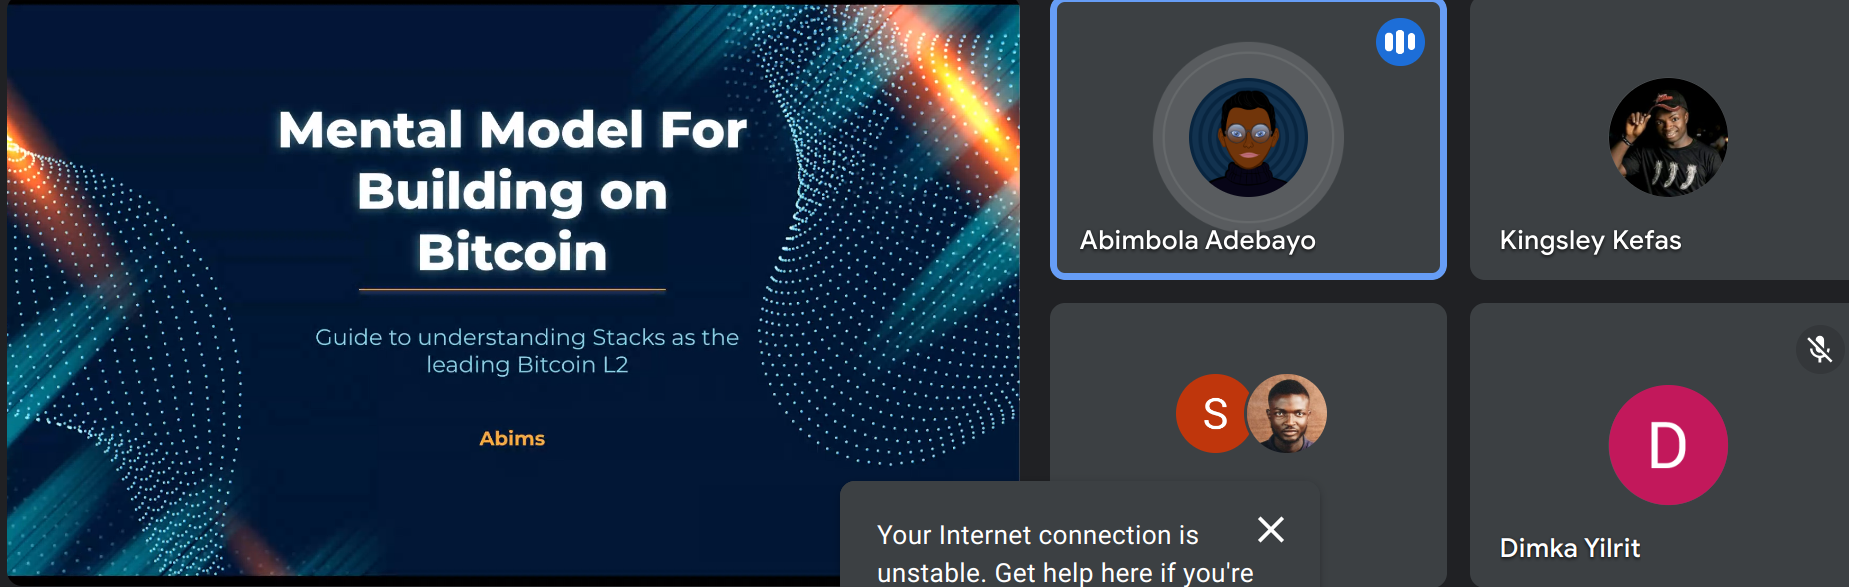 Mental Model For
Building on
Bitcoin
Guide to understanding Stacks as the
leading Bitcoin L2
Abims
Abimbola Adebayo
Kingsley Kefas
S
D
Dimka Yilrit
Your Internet connection is
unstable. Get help here if you're